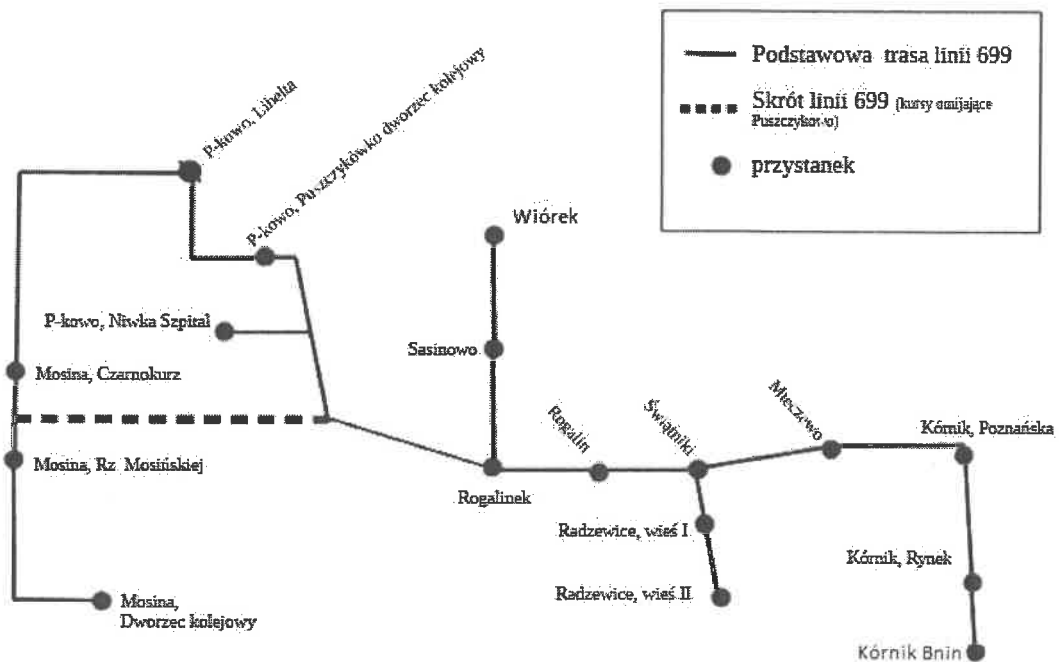 Podstawowa trasa linii 699
Skrót linii 699 (kursy omijające
Puszczykowo)
przystanek
P-kowo, Libelta
P-kowo, Puszczykówko dworzec kolejowy
Wiórek
P-kowo, Niwka Szpital
Sasinowo
Mosina, Czarnokurz
Rogalin
Świątniki
Mieczewo
Kórnik, Poznańska
Mosina, Rz Mosińskiej
Rogalinek
Radzewice, wieś I
Kórnik, Rynek
Radzewice, wieś II
Mosina,
Dworzec kolejowy
Kórnik Bnin